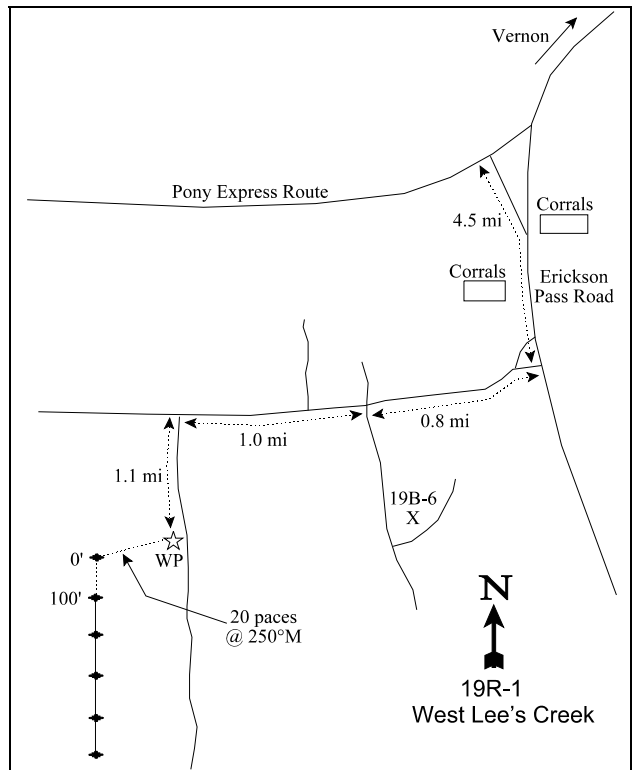 Vernon
Pony Express Route
Corrals
4.5 mi
Corrals
Erickson
Pass Road
0.8 mi
1.0 mi
1.1 mi
19B-6
X
WP
0'
100'
20 paces
@ 250°M
N
19R-1
West Lee's Creek